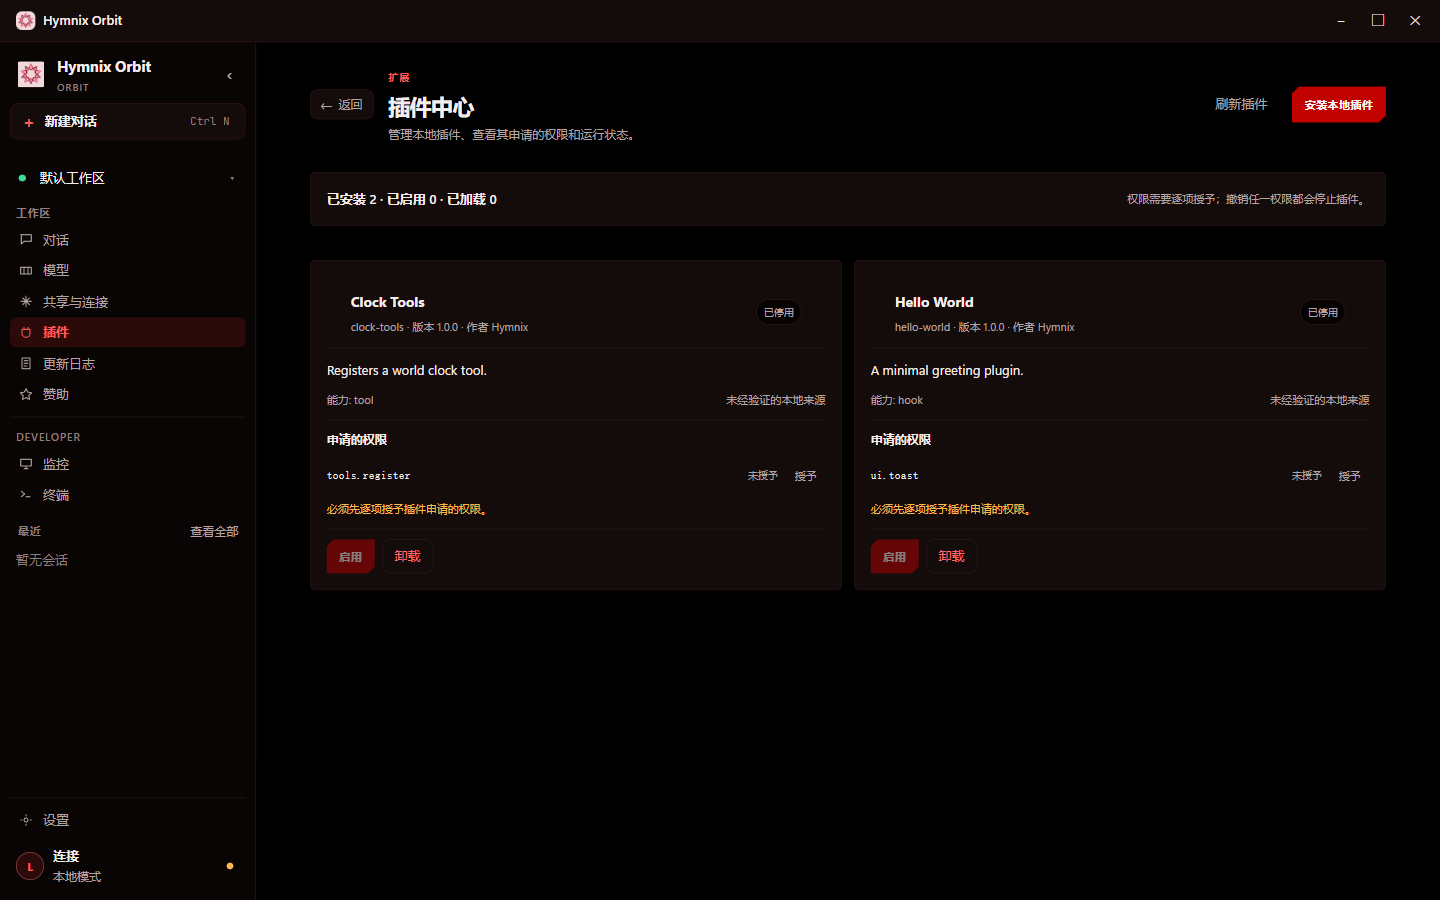 Hymnix Orbit
Hymnix Orbit
ORBIT
新建对话 Ctrl N
默认工作区
工作区
对话
模型
共享与连接
插件
更新日志
赞助
DEVELOPER
监控
终端
最近 查看全部
暂无会话
设置
L
连接
本地模式
← 返回
扩展
插件中心
管理本地插件、查看其申请的权限和运行状态。
刷新插件
安装本地插件
已安装 2 · 已启用 0 · 已加载 0
权限需要逐项授予；撤销任一权限都会停止插件。
Clock Tools
clock-tools · 版本 1.0.0 · 作者 Hymnix
已停用
Registers a world clock tool.
能力: tool
未经验证的本地来源
申请的权限
tools.register 未授予 授予
必须先逐项授予插件申请的权限。
启用 卸载
Hello World
hello-world · 版本 1.0.0 · 作者 Hymnix
已停用
A minimal greeting plugin.
能力: hook
未经验证的本地来源
申请的权限
ui.toast 未授予 授予
必须先逐项授予插件申请的权限。
启用 卸载